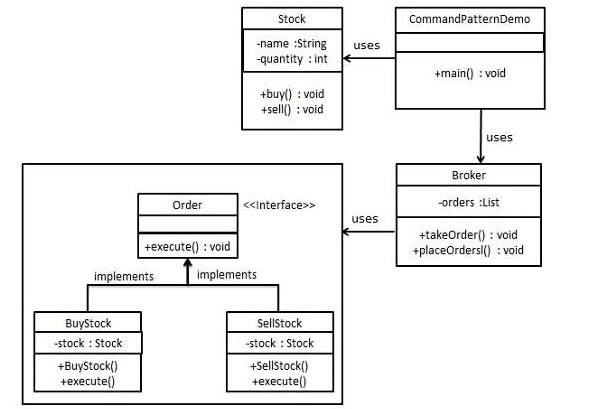 Stock
-name :String
-quantity : int
+buy() : void
+sell() : void
uses
CommandPatternDemo
+main() : void
uses
Broker
-orders :List
+takeOrder() : void
+placeOrdersl() : void
uses
Order
<<Interface>>
+execute() : void
implements
implements
BuyStock
-stock : Stock
+BuyStock()
+execute()
SellStock
-stock : Stock
+SellStock()
+execute()